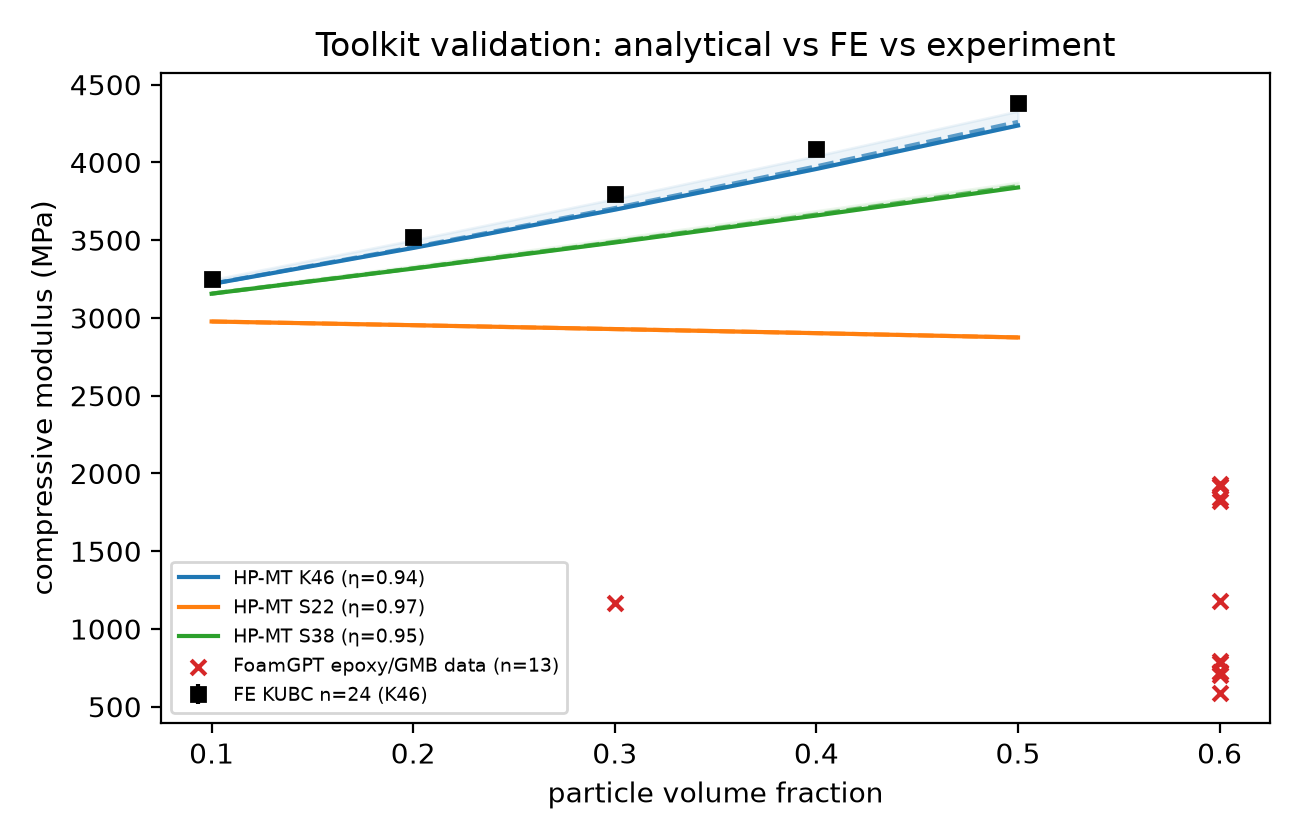 Toolkit validation: analytical vs FE vs experiment
compressive modulus (MPa)
4500
4000
3500
3000
2500
2000
1500
1000
500
HP-MT K46 (η=0.94)
HP-MT S22 (η=0.97)
HP-MT S38 (η=0.95)
FoamGPT epoxy/GMB data (n=13)
FE KUBC n=24 (K46)
0.1 0.2 0.3 0.4 0.5 0.6
particle volume fraction